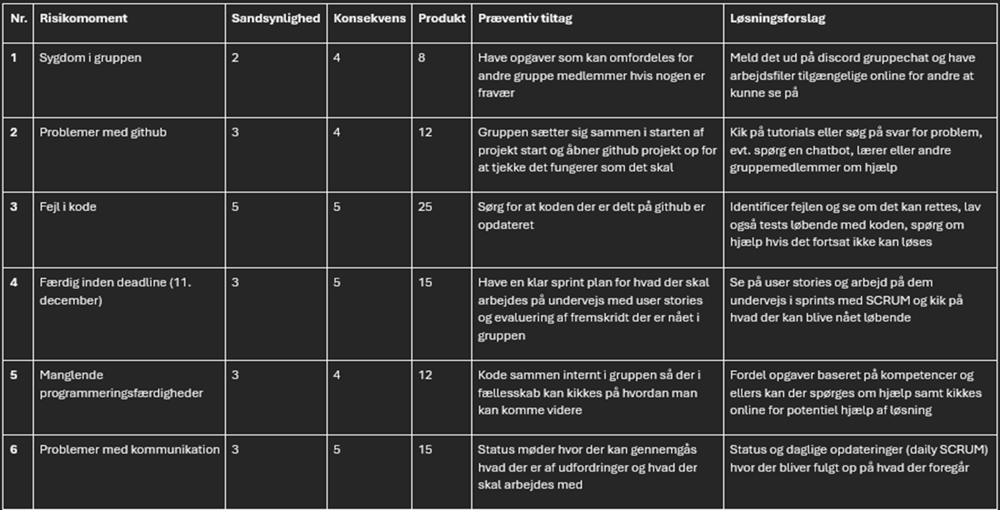 Nr. Risikomoment Sandsynlighed Konsekvens Produkt Præventiv tiltag Løsningsforslag
1 Sygdom i gruppen 2 4 8 Have opgaver som kan omfordeles for Meld det ud på discord gruppechat og have
andre gruppe medlemmer hvis nogen er arbejdsfiler tilgængelige online for andre at
fravær kunne se på
2 Problemer med github 3 4 12 Gruppen sætter sig sammen i starten af Kik på tutorials eller søg på svar for problem,
projekt start og åbner github projekt op for evt. spørg en chatbot, lærer eller andre
at tjekke det fungerer som det skal gruppemedlemmer om hjælp
3 Fejl i kode 5 5 25 Sørg for at koden der er delt på github er Identificer fejlen og se om det kan rettes, lav
opdateret også tests løbende med koden, spørg om
hjælp hvis det fortsat ikke kan løses
4 Færdig inden deadline (11. 3 5 15 Have en klar sprint plan for hvad der skal Se på user stories og arbejd på dem
december) arbejdes på undervejs med user stories undervejs i sprints med SCRUM og kik på
og evaluering af fremskridt der er nået i hvad der kan blive nået løbende
gruppen
5 Manglende 3 4 12 Kode sammen internt i gruppen så der i Fordel opgaver baseret på kompetencer og
programmeringsfærdigheder fællesskab kan kikkes på hvordan man ellers kan der spørges om hjælp samt kikkes
kan komme videre online for potentiel hjælp af løsning
6 Problemer med kommunikation 3 5 15 Status møder hvor der kan gennemgås Status og daglige opdateringer (daily SCRUM)
hvad der er af udfordringer og hvad der hvor der bliver fulgt op på hvad der foregår
skal arbejdes med